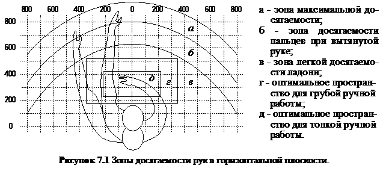 800 600 400 200 0 200 400 600 800
800
600
400
200
0
а
б
д г в
а - зона максимальной до-
сягаемости;
б - зона досягаемости
пальцев при вытянутой
руке;
в - зона легкой досягаемо-
сти ладони;
г - оптимальное простран-
ство для грубой ручной
работы;
д - оптимальное простран-
ство для тонкой ручной
работы.
Рисунок 7.1 Зоны досягаемости рук в горизонтальной плоскости.